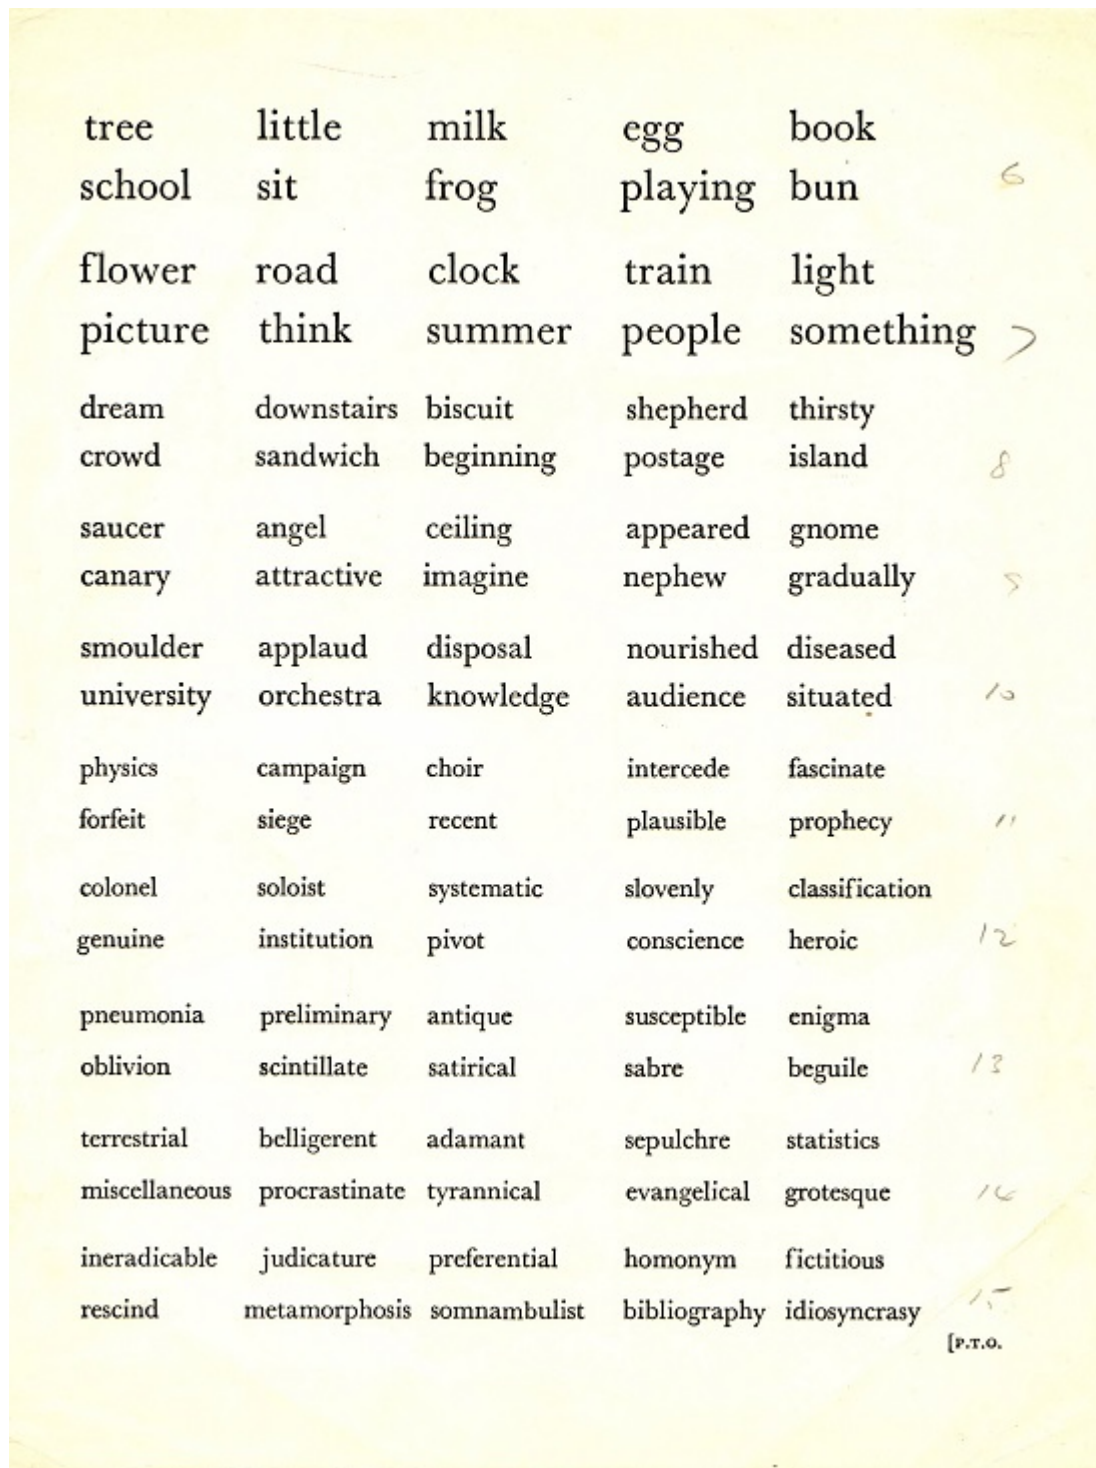 tree little milk egg book
school sit frog playing bun 6
flower road clock train light
picture think summer people something 7
dream downstairs biscuit shepherd thirsty
crowd sandwich beginning postage island 8
saucer angel ceiling appeared gnome
canary attractive imagine nephew gradually 9
smoulder applaud disposal nourished diseased
university orchestra knowledge audience situated 10
physics campaign choir intercede fascinate
forfeit siege recent plausible prophecy 11
colonel soloist systematic slovenly classification
genuine institution pivot conscience heroic 12
pneumonia preliminary antique susceptible enigma
oblivion scintillate satirical sabre beguile 13
terrestrial belligerent adamant sepulchre statistics
miscellaneous procrastinate tyrannical evangelical grotesque 14
ineradicable judicature preferential homonym fictitious
rescind metamorphosis somnambulist bibliography idiosyncrasy 15
[P.T.O.